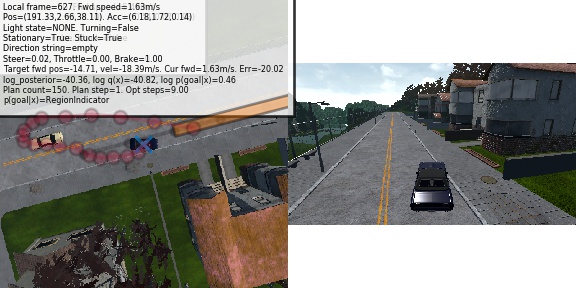 Local frame=627: Fwd speed=1.63m/s
Pos=(191.33,2.66,38.11). Acc=(6.18,1.72,0.14)
Light state=NONE. Turning=False
Stationary=True. Stuck=True
Direction string=empty
Steer=0.02, Throttle=0.00, Brake=1.00
Target fwd pos=-14.71, vel=-18.39m/s. Cur fwd=1.63m/s. Err=-20.02
log_posterior=-40.36, log q(x)=-40.82, log p(goal|x)=0.46
Plan count=150. Plan step=1. Opt steps=9.00
p(goal|x)=RegionIndicator